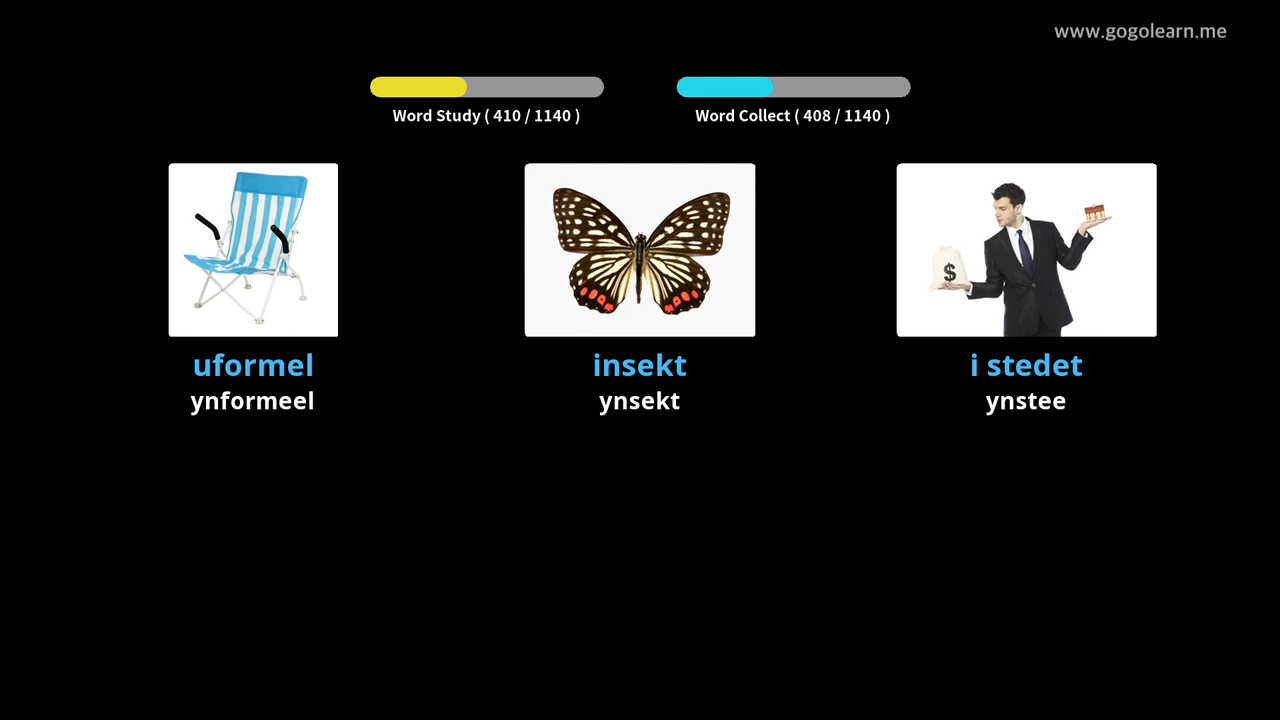 www.gogolearn.me
Word Study ( 410 / 1140 )
Word Collect ( 408 / 1140 )
$
uformel
ynformeel
insekt
ynsekt
i stedet
ynstee